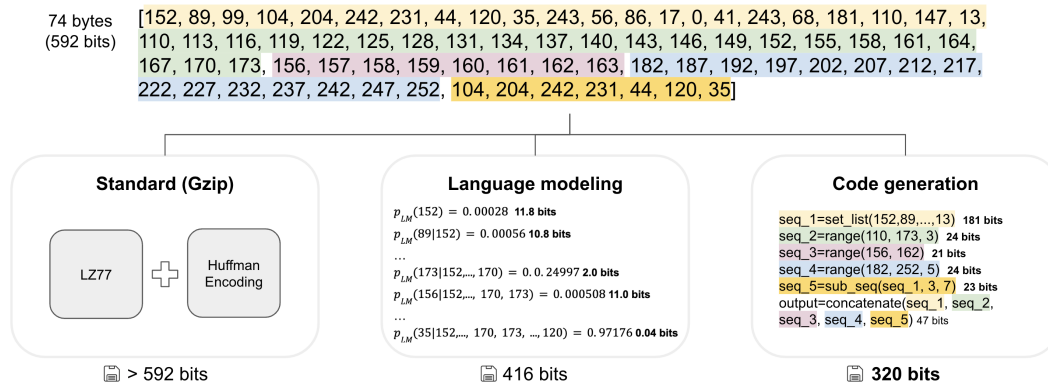 74 bytes
(592 bits)
[152, 89, 99, 104, 204, 242, 231, 44, 120, 35, 243, 56, 86, 17, 0, 41, 243, 68, 181, 110, 147, 13,
110, 113, 116, 119, 122, 125, 128, 131, 134, 137, 140, 143, 146, 149, 152, 155, 158, 161, 164,
167, 170, 173, 156, 157, 158, 159, 160, 161, 162, 163, 182, 187, 192, 197, 202, 207, 212, 217,
222, 227, 232, 237, 242, 247, 252, 104, 204, 242, 231, 44, 120, 35]
Standard (Gzip)
LZ77
Huffman
Encoding
> 592 bits
Language modeling
p_LM(152) = 0.00028 11.8 bits
p_LM(89|152) = 0.00056 10.8 bits
...
p_LM(173|152,..., 170) = 0.0.24997 2.0 bits
p_LM(156|152,..., 170, 173) = 0.000508 11.0 bits
...
p_LM(35|152,..., 170, 173, ...,120) = 0.97176 0.04 bits
416 bits
Code generation
seq_1=set_list(152,89,...,13) 181 bits
seq_2=range(110, 173, 3) 24 bits
seq_3=range(156, 162) 21 bits
seq_4=range(182, 252, 5) 24 bits
seq_5=sub_seq(seq_1, 3, 7) 23 bits
output=concatenate(seq_1, seq_2,
seq_3, seq_4, seq_5) 47 bits
320 bits